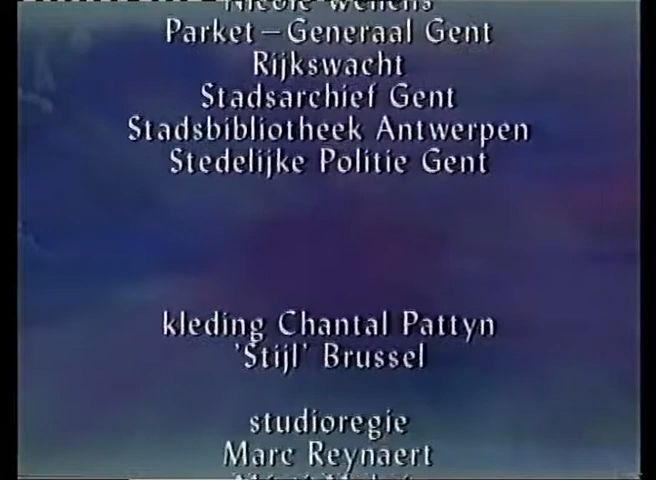 Parket – Generaal Gent
Rijkswacht
Stadsarchief Gent
Stadsbibliotheek Antwerpen
Stedelijke Politie Gent
kleding Chantal Pattyn
'Stijl' Brussel
studioregie
Marc Reynaert